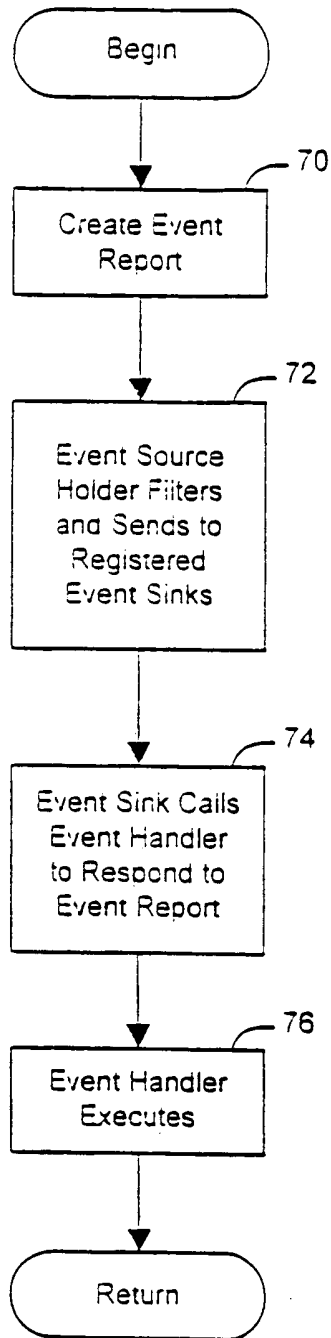 Begin
70
Create Event
Report
72
Event Source
Holder Filters
and Sends to
Registered
Event Sinks
74
Event Sink Calls
Event Handler
to Respond to
Event Report
76
Event Handler
Executes
Return